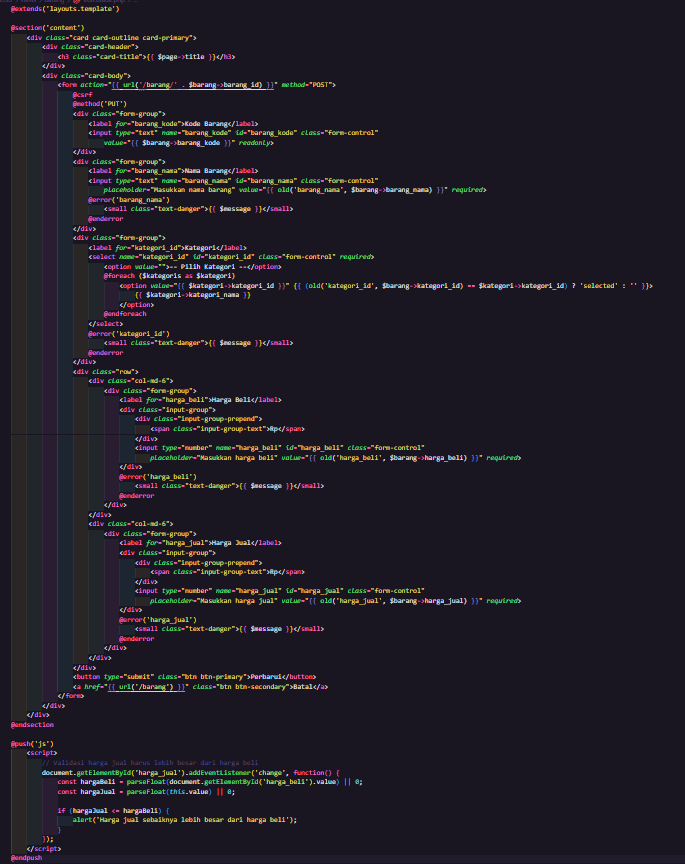 @extends('layouts.template')
@section('content')
<div class="card card-outline card-primary">
<div class="card-header">
<h3 class="card-title">{{ $page->title }}</h3>
</div>
<div class="card-body">
<form action="{{ url('/barang/' . $barang->barang_id) }}" method="POST">
@csrf
@method('PUT')
<div class="form-group">
<label for="barang_kode">Kode Barang</label>
<input type="text" name="barang_kode" id="barang_kode" class="form-control"
value="{{ $barang->barang_kode }}" readonly>
</div>
<div class="form-group">
<label for="barang_nama">Nama Barang</label>
<input type="text" name="barang_nama" id="barang_nama" class="form-control"
placeholder="Masukkan nama barang" value="{{ old('barang_nama', $barang->barang_nama) }}" required>
@error('barang_nama')
<small class="text-danger">{{ $message }}</small>
@enderror
</div>
<div class="form-group">
<label for="kategori_id">Kategori</label>
<select name="kategori_id" id="kategori_id" class="form-control" required>
<option value="">-- Pilih Kategori --</option>
@foreach ($kategoris as $kategori)
<option value="{{ $kategori->kategori_id }}" {{ (old('kategori_id', $barang->kategori_id) == $kategori->kategori_id) ? 'selected' : '' }}>
{{ $kategori->kategori_nama }}
</option>
@endforeach
</select>
@error('kategori_id')
<small class="text-danger">{{ $message }}</small>
@enderror
</div>
<div class="row">
<div class="col-md-6">
<div class="form-group">
<label for="harga_beli">Harga Beli</label>
<div class="input-group">
<div class="input-group-prepend">
<span class="input-group-text">Rp</span>
</div>
<input type="number" name="harga_beli" id="harga_beli" class="form-control"
placeholder="Masukkan harga beli" value="{{ old('harga_beli', $barang->harga_beli) }}" required>
</div>
@error('harga_beli')
<small class="text-danger">{{ $message }}</small>
@enderror
</div>
</div>
<div class="col-md-6">
<div class="form-group">
<label for="harga_jual">Harga Jual</label>
<div class="input-group">
<div class="input-group-prepend">
<span class="input-group-text">Rp</span>
</div>
<input type="number" name="harga_jual" id="harga_jual" class="form-control"
placeholder="Masukkan harga jual" value="{{ old('harga_jual', $barang->harga_jual) }}" required>
</div>
@error('harga_jual')
<small class="text-danger">{{ $message }}</small>
@enderror
</div>
</div>
</div>
<button type="submit" class="btn btn-primary">Perbarui</button>
<a href="{{ url('/barang') }}" class="btn btn-secondary">Batal</a>
</form>
</div>
</div>
@endsection
@push('js')
<script>
// Validasi harga jual harus lebih besar dari harga beli
document.getElementById('harga_jual').addEventListener('change', function() {
const hargaBeli = parseFloat(document.getElementById('harga_beli').value) || 0;
const hargaJual = parseFloat(this.value) || 0;
if (hargaJual <= hargaBeli) {
alert('Harga jual sebaiknya lebih besar dari harga beli');
}
});
</script>
@endpush